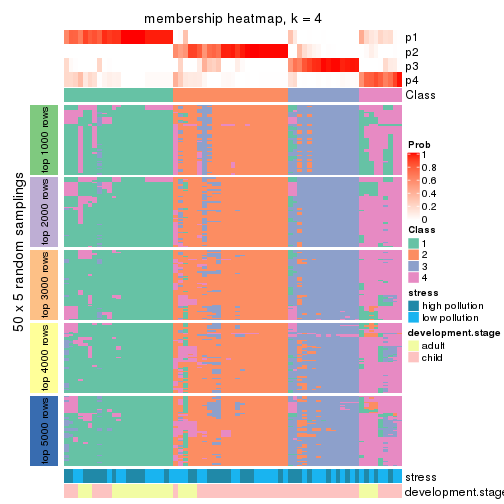 membership heatmap, k = 4
p1
p2
p3
p4
Class
50 x 5 random samplings
top 1000 rows
top 2000 rows
top 3000 rows
top 4000 rows
top 5000 rows
stress
development.stage
Prob
1
0.8
0.6
0.4
0.2
0
Class
1
2
3
4
stress
high pollution
low pollution
development.stage
adult
child